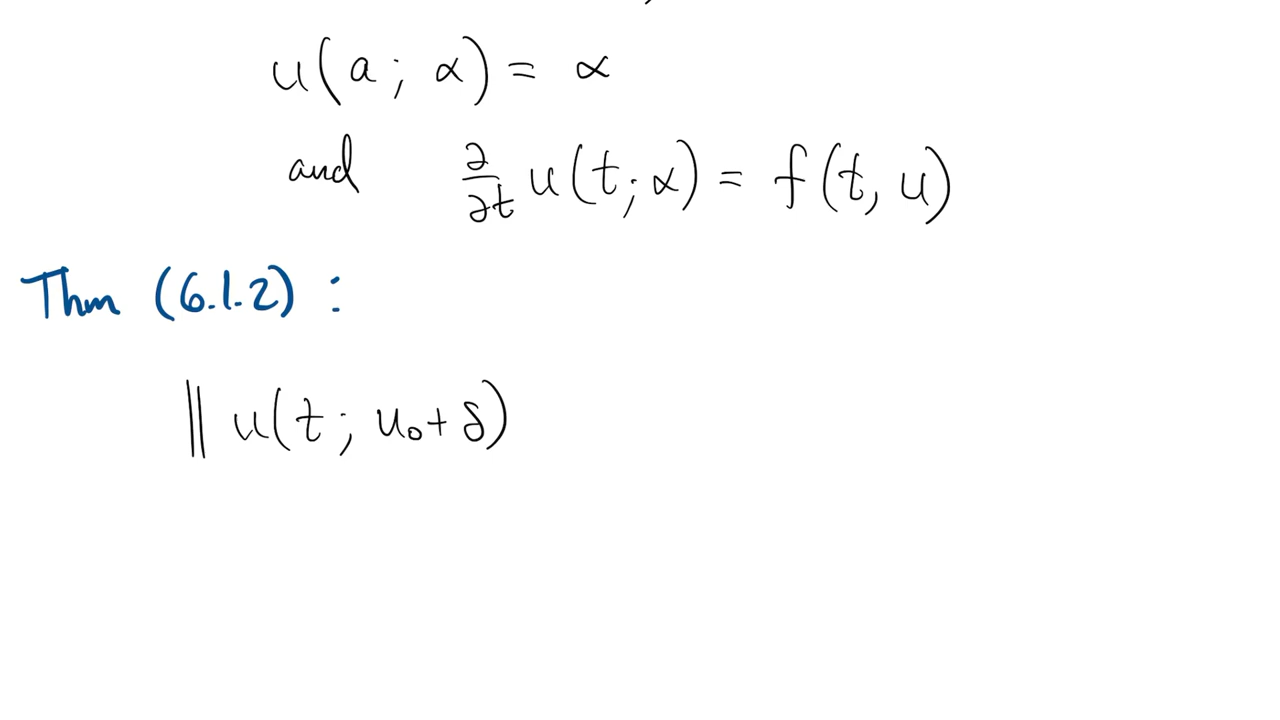 u(a; α) = α
and ∂/∂t u(t; α) = f(t, u)
Thm (6.1.2) :
‖ u(t; u₀ + δ)